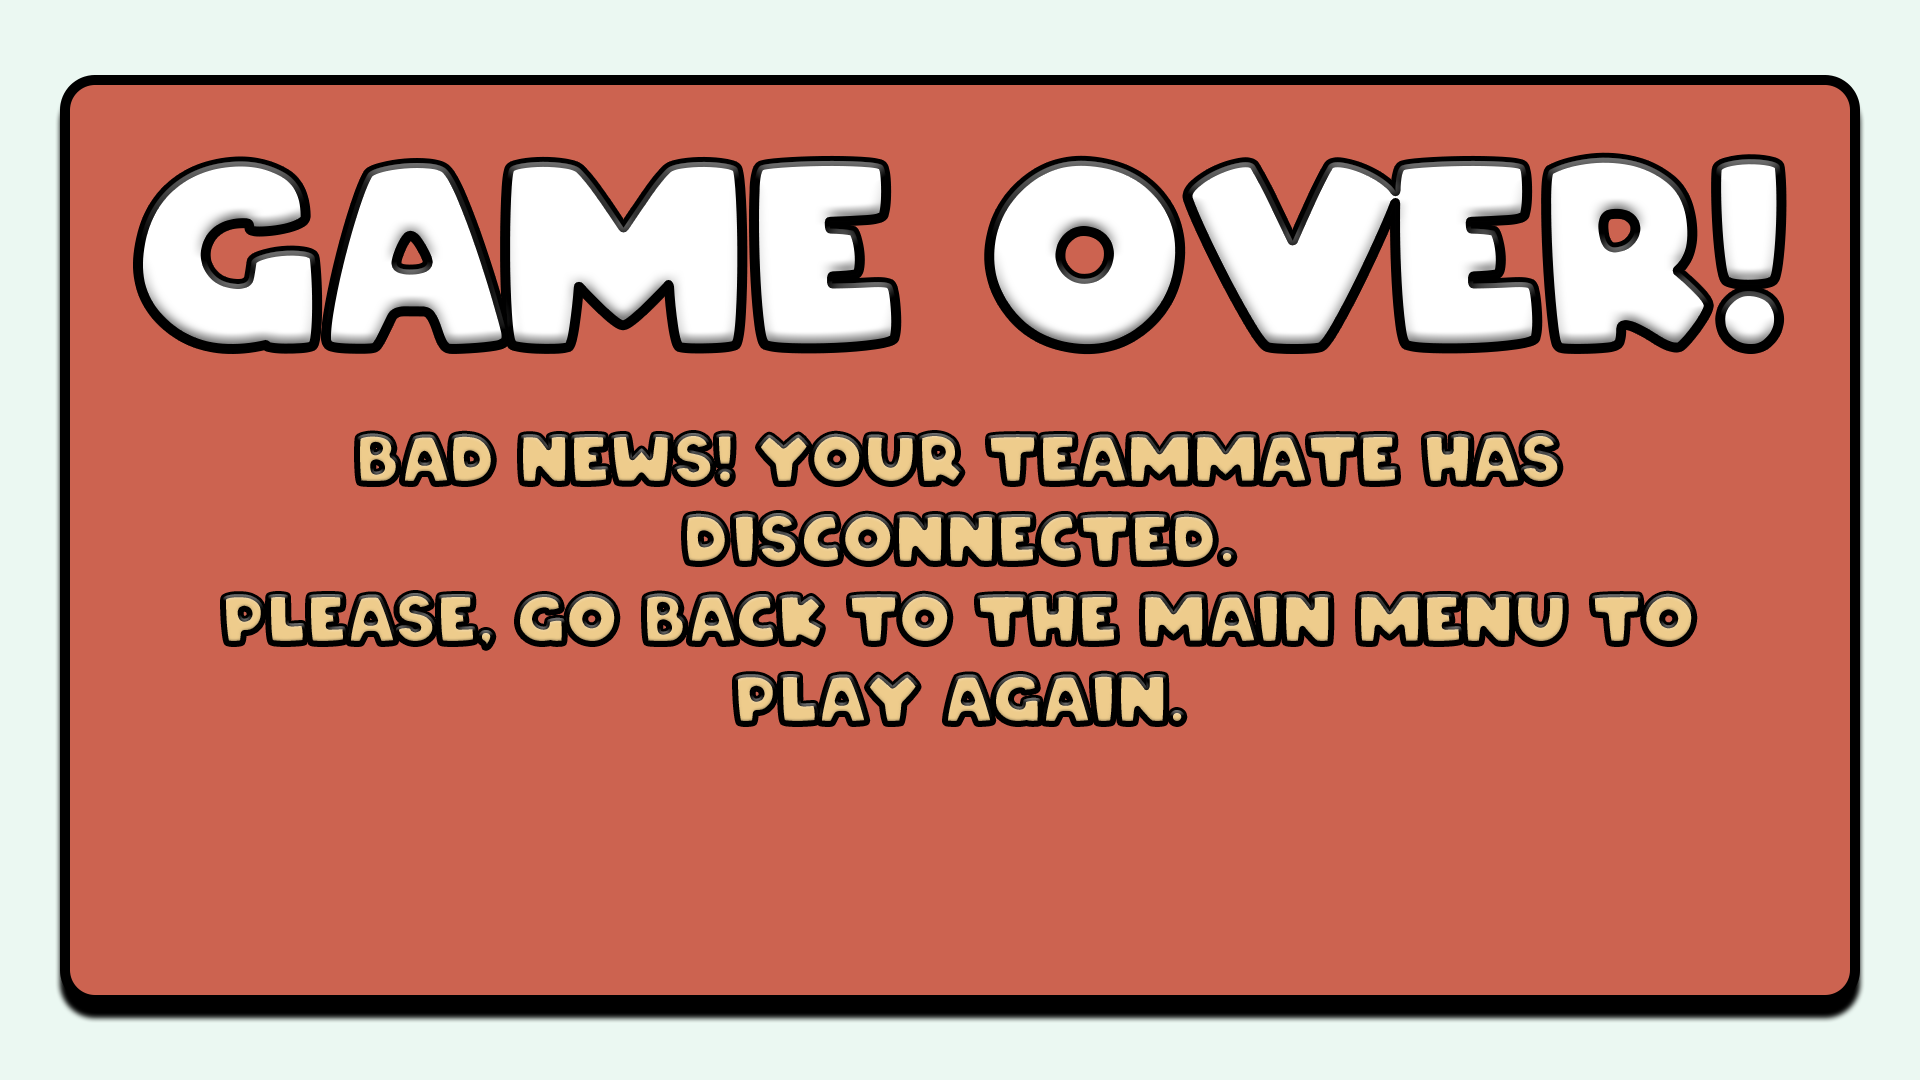 GAME OVER!
BAD NEWS! YOUR TEAMMATE HAS
DISCONNECTED.
PLEASE, GO BACK TO THE MAIN MENU TO
PLAY AGAIN.